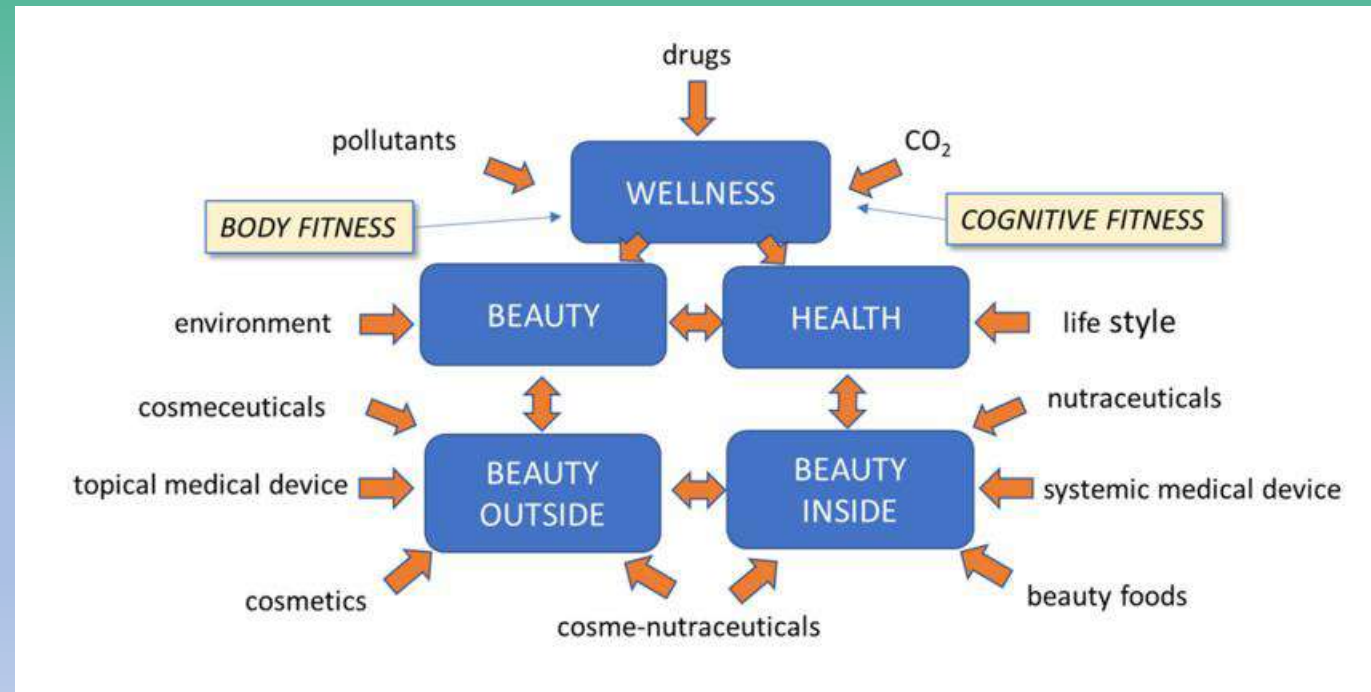 drugs
pollutants
CO₂
WELLNESS
BODY FITNESS
COGNITIVE FITNESS
environment
BEAUTY
HEALTH
life style
cosmeceuticals
nutraceuticals
topical medical device
BEAUTY
OUTSIDE
BEAUTY
INSIDE
systemic medical device
cosmetics
cosme-nutraceuticals
beauty foods